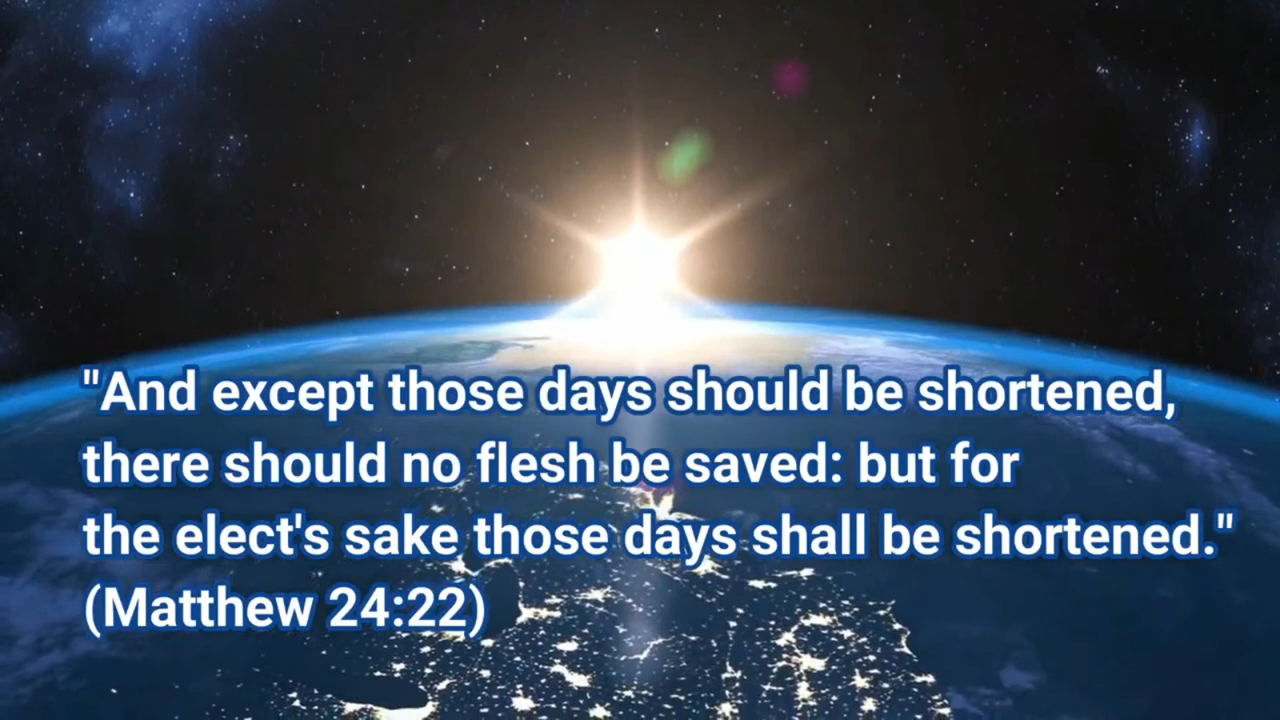 "And except those days should be shortened,
there should no flesh be saved: but for
the elect's sake those days shall be shortened."
(Matthew 24:22)